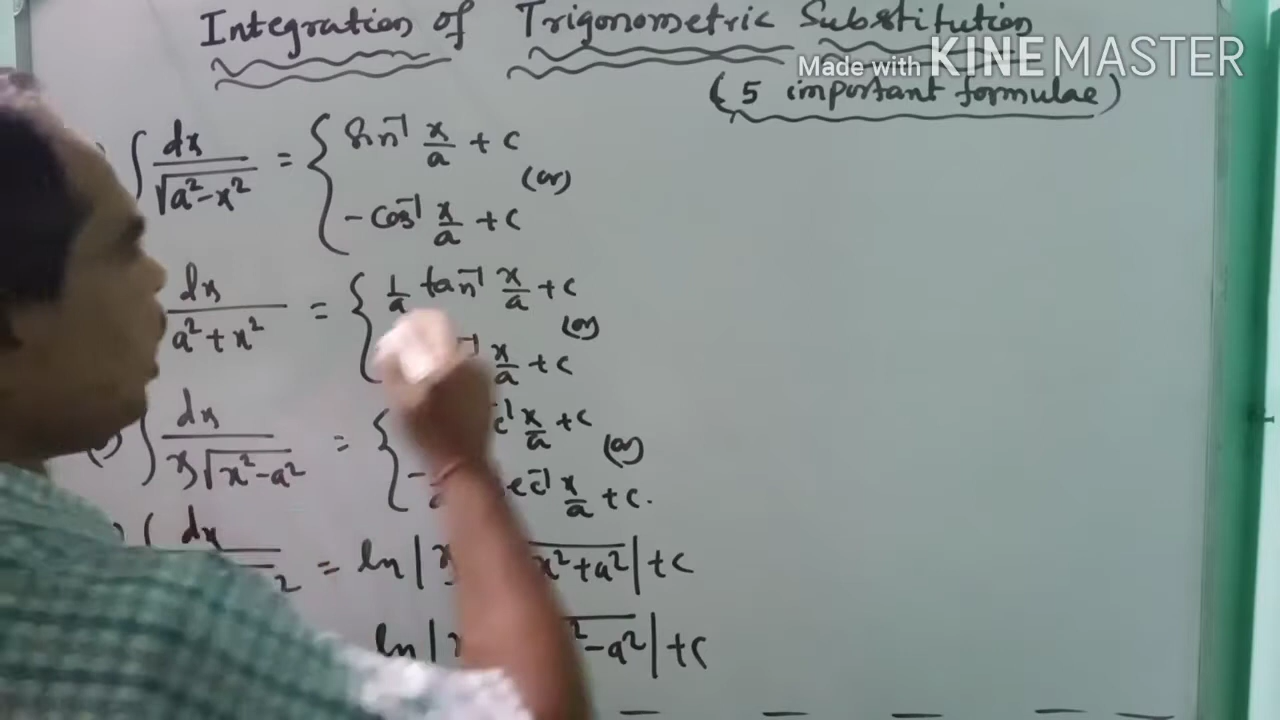 Integration of Trigonometric Substitution
Made with KINEMASTER
(5 important formulae)
∫ dx/√(a²-x²) = { sin⁻¹ x/a + c
(or)
-cos⁻¹ x/a + c
dx/(a²+x²) = { 1/a tan⁻¹ x/a + c
(or)
x/a + c
∫ dx/(x√(x²-a²)) = { x/a + c
(or)
- x/a + c.
∫ dx = ln | x²+a² | + c
ln | -a² | + c